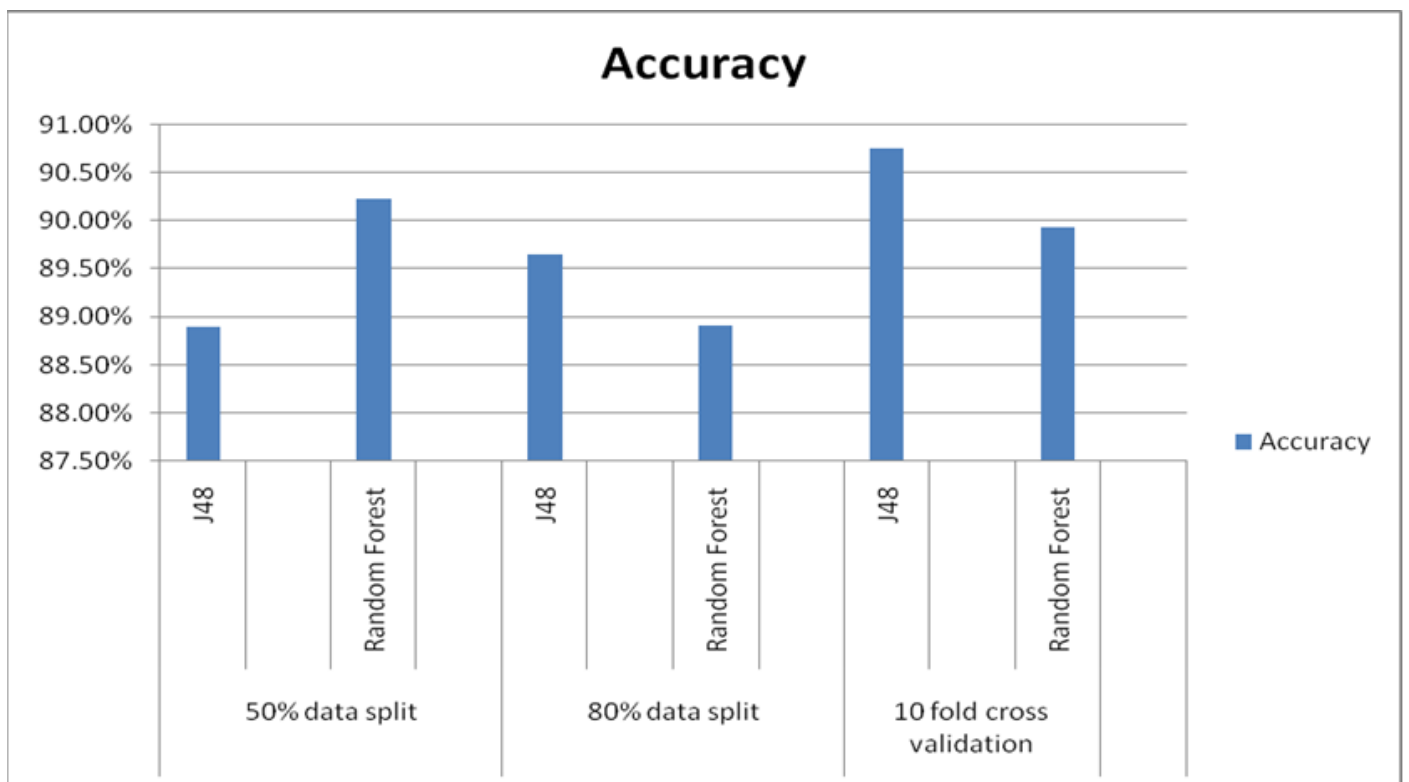 Accuracy
91.00%
90.50%
90.00%
89.50%
89.00%
88.50%
88.00%
87.50%
Accuracy
J48
Random Forest
J48
Random Forest
J48
Random Forest
50% data split
80% data split
10 fold cross
validation